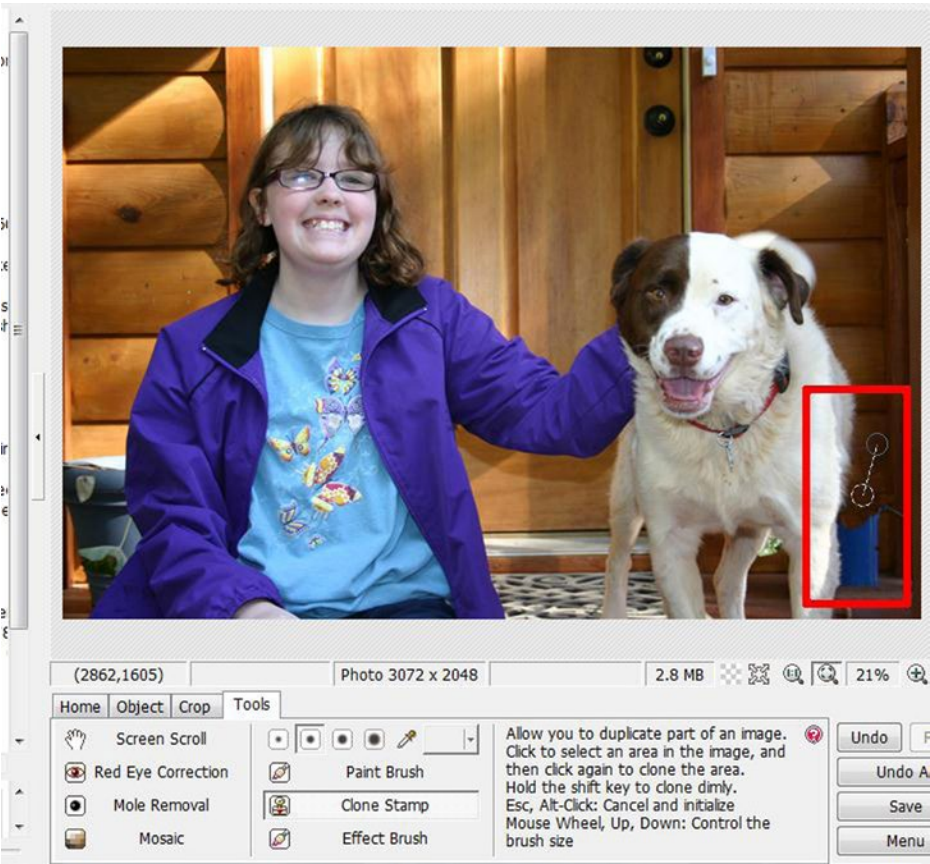 (2862,1605)
Photo 3072 x 2048
2.8 MB
21%
Home
Object
Crop
Tools
Screen Scroll
Red Eye Correction
Mole Removal
Mosaic
Paint Brush
Clone Stamp
Effect Brush
Allow you to duplicate part of an image.
Click to select an area in the image, and
then click again to clone the area.
Hold the shift key to clone dimly.
Esc, Alt-Click: Cancel and initialize
Mouse Wheel, Up, Down: Control the
brush size
Undo
Undo
Save
Menu